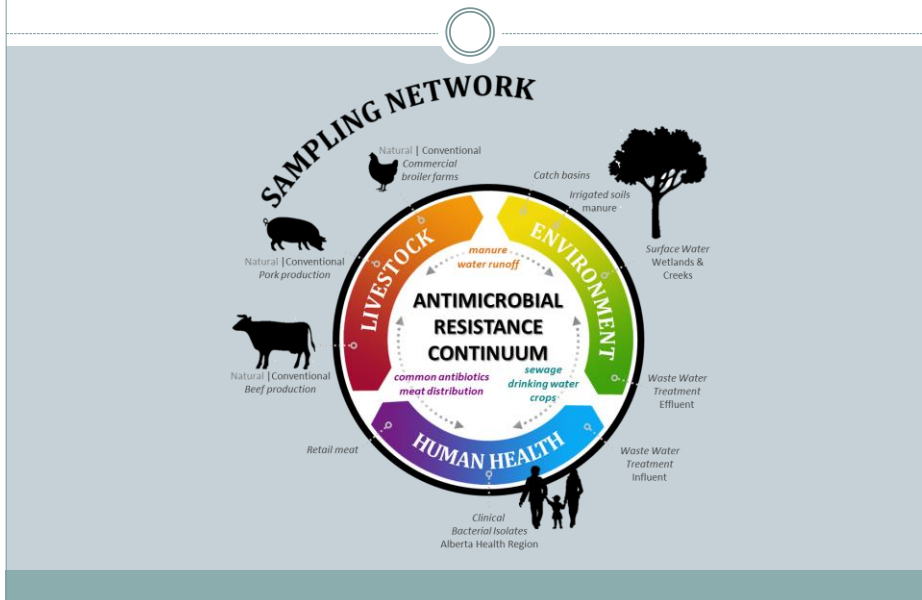 SAMPLING NETWORK
Natural | Conventional
Commercial
broiler farms
Catch basins
Irrigated soils
manure
Natural |Conventional
Pork production
Surface Water
Wetlands &
Creeks
LIVESTOCK
ENVIRONMENT
manure
water runoff
ANTIMICROBIAL
RESISTANCE
CONTINUUM
Natural |Conventional
Beef production
common antibiotics
meat distribution
sewage
drinking water
crops
Waste Water
Treatment
Effluent
HUMAN HEALTH
Retail meat
Waste Water
Treatment
Influent
Clinical
Bacterial Isolates
Alberta Health Region